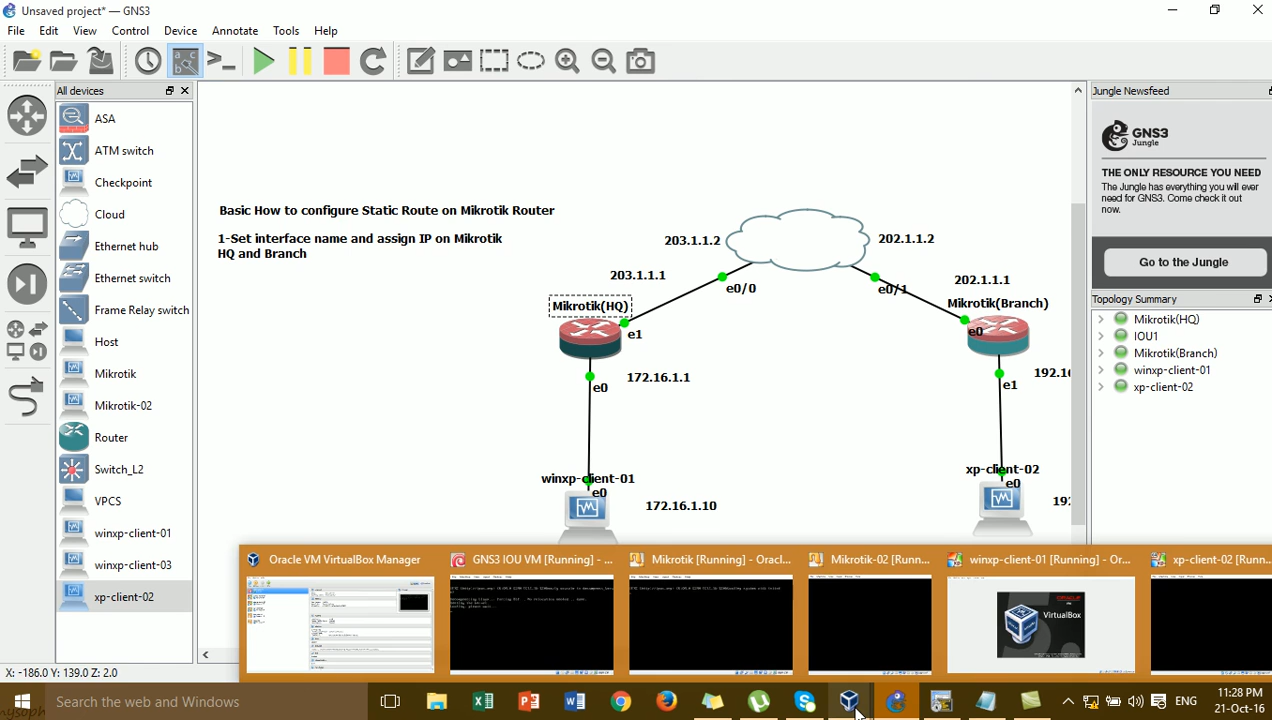 Unsaved project* — GNS3
File Edit View Control Device Annotate Tools Help
All devices
ASA
ATM switch
Checkpoint
Cloud
Ethernet hub
Ethernet switch
Frame Relay switch
Host
Mikrotik
Mikrotik-02
Router
Switch_L2
VPCS
winxp-client-01
winxp-client-03
xp-client-02
Basic How to configure Static Route on Mikrotik Router
1-Set interface name and assign IP on Mikrotik
HQ and Branch
203.1.1.2
202.1.1.2
203.1.1.1
e0/0
e0/1
202.1.1.1
Mikrotik(HQ)
Mikrotik(Branch)
e1
e0
172.16.1.1
e0
192.16
e1
winxp-client-01
e0
172.16.1.10
xp-client-02
e0
192
Jungle Newsfeed
GNS3
Jungle
THE ONLY RESOURCE YOU NEED
The Jungle has everything you will ever
need for GNS3. Come check it out
now.
Go to the Jungle
Topology Summary
Mikrotik(HQ)
IOU1
Mikrotik(Branch)
winxp-client-01
xp-client-02
Oracle VM VirtualBox Manager
GNS3 IOU VM [Running] - ...
Mikrotik [Running] - Oracl...
Mikrotik-02 [Runn...
winxp-client-01 [Running] - Or...
xp-client-02 [Runn...
VirtualBox
X: -186.0 Y: 139.0 Z: 2.0
Search the web and Windows
ENG
11:28 PM
21-Oct-16